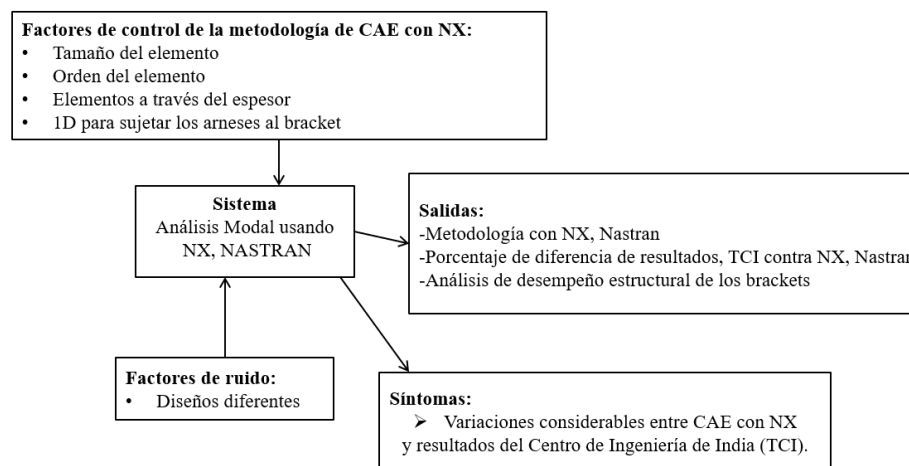 Factores de control de la metodología de CAE con NX:
• Tamaño del elemento
• Orden del elemento
• Elementos a través del espesor
• 1D para sujetar los arneses al bracket
Sistema
Análisis Modal usando
NX, NASTRAN
Salidas:
-Metodología con NX, Nastran
-Porcentaje de diferencia de resultados, TCI contra NX, Nastran
-Análisis de desempeño estructural de los brackets
Factores de ruido:
• Diseños diferentes
Síntomas:
➢ Variaciones considerables entre CAE con NX
y resultados del Centro de Ingeniería de India (TCI).